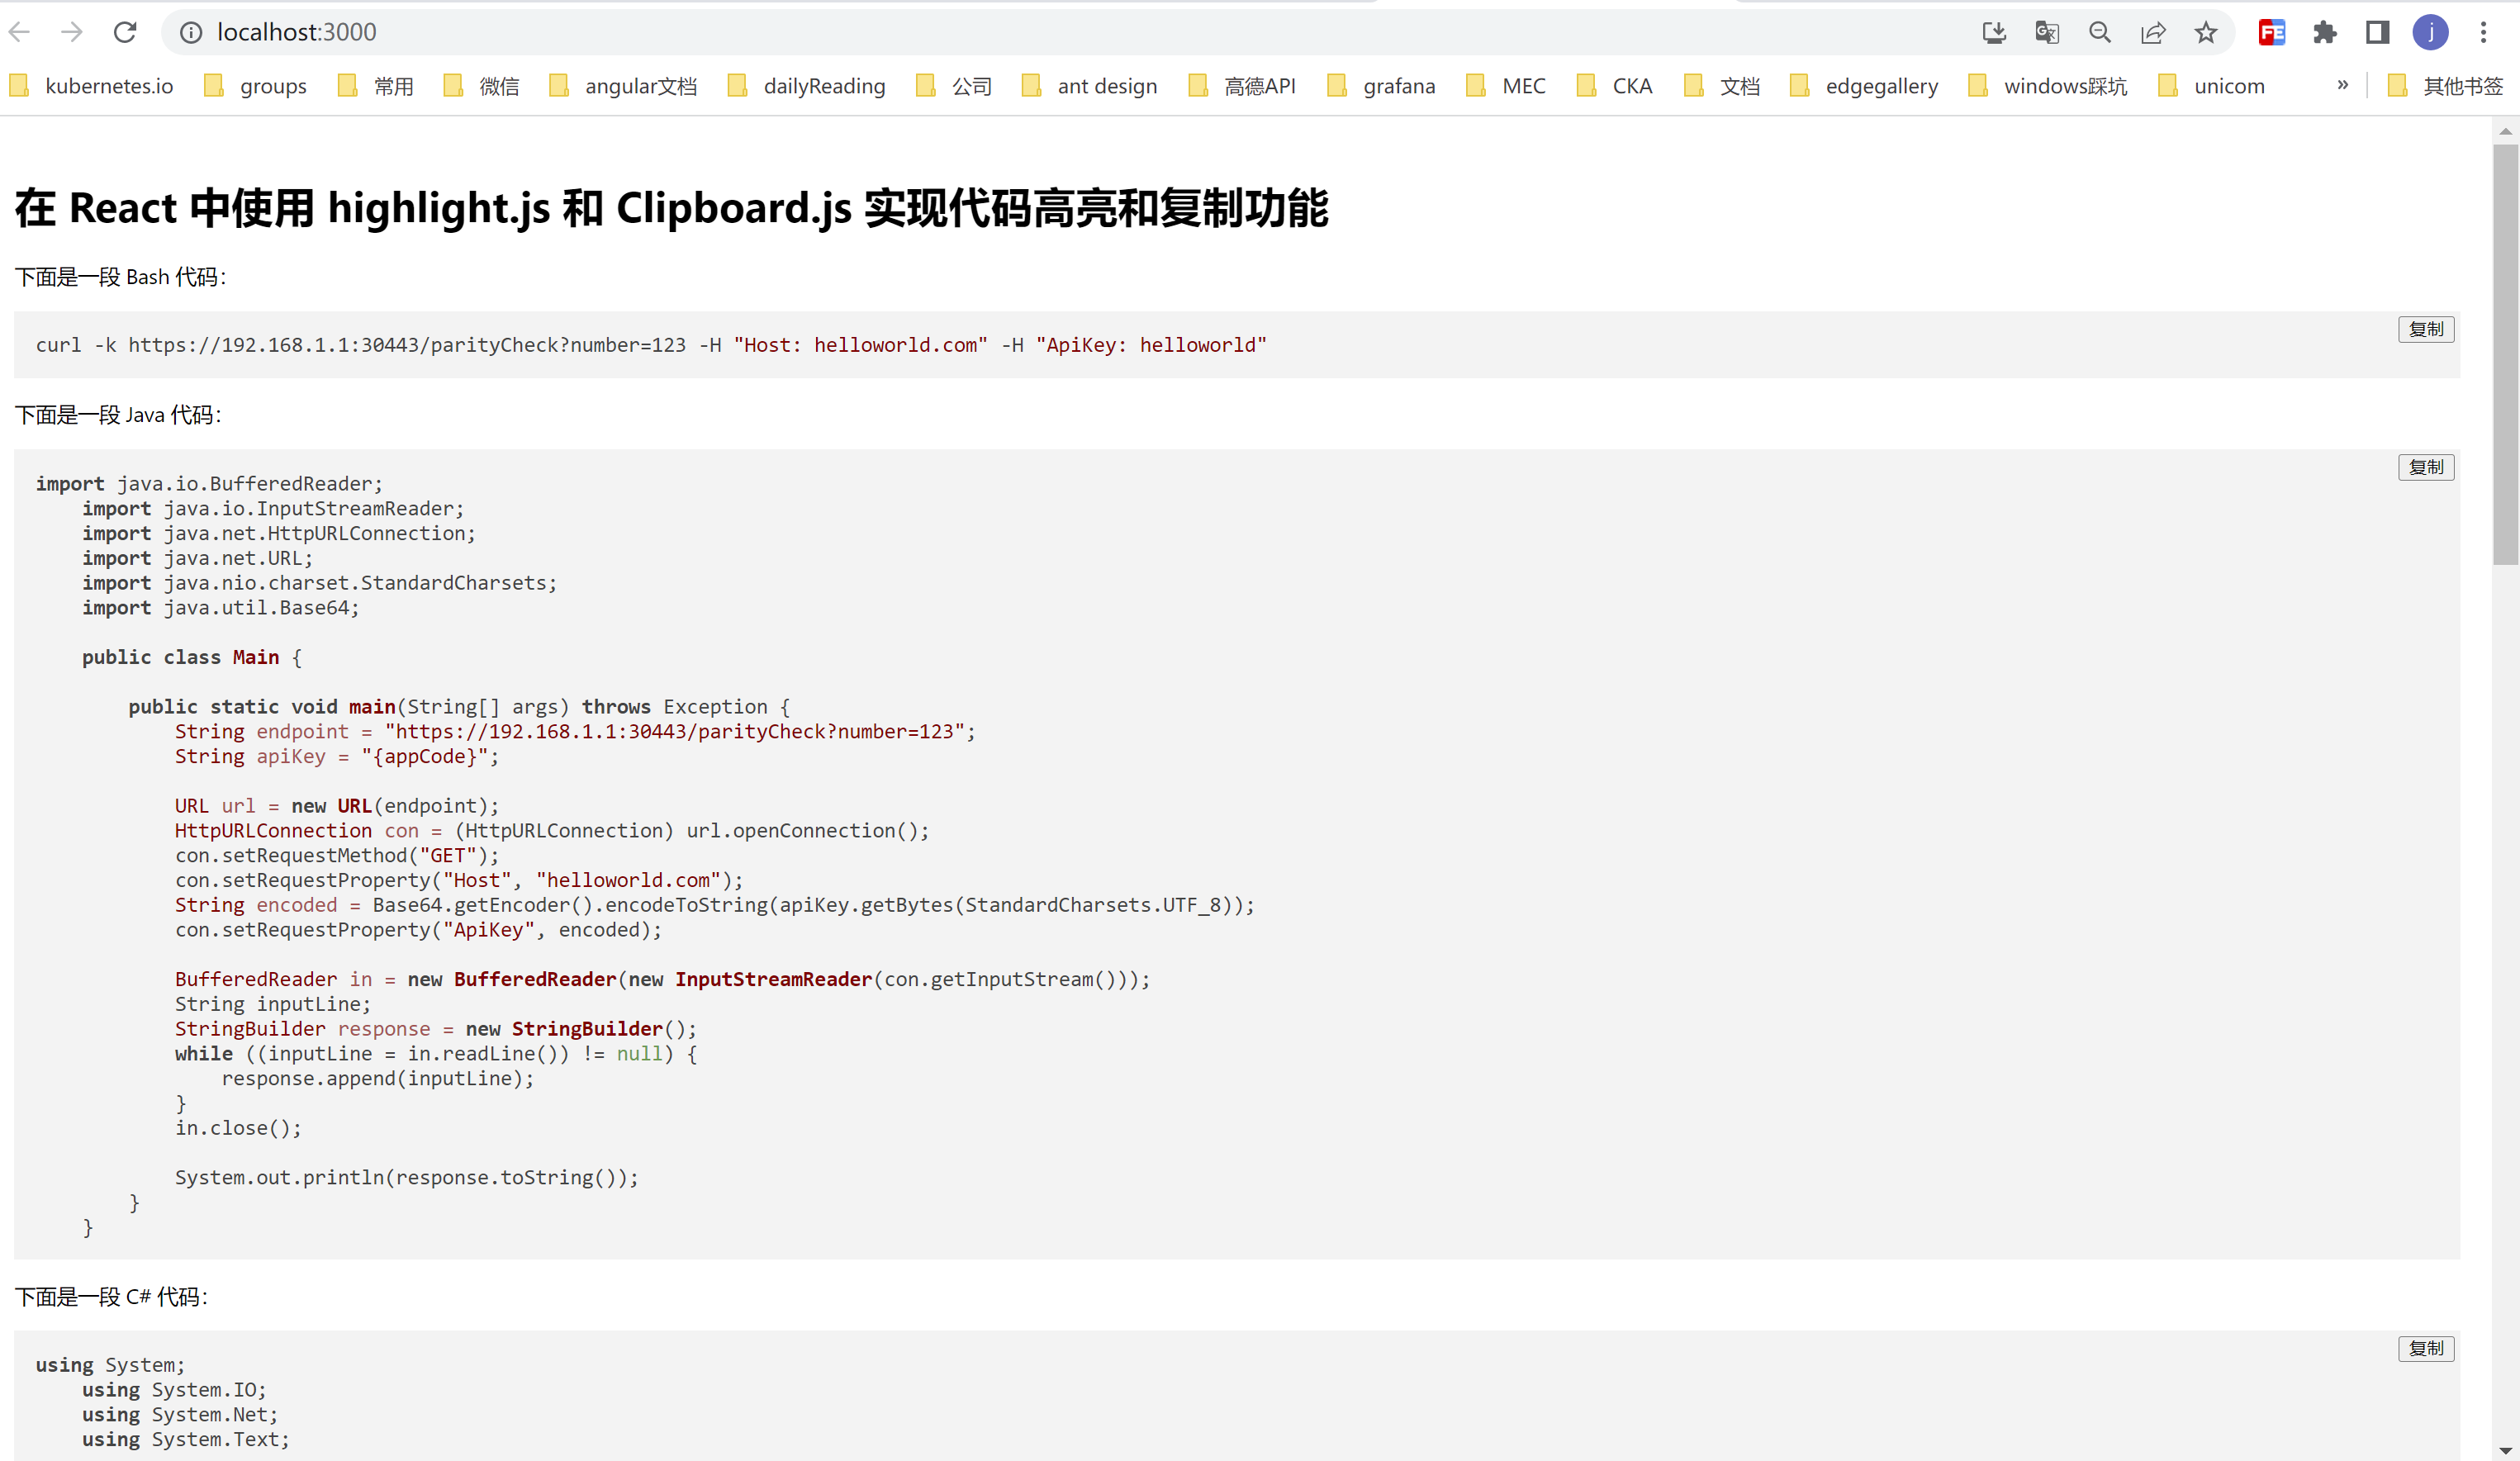 localhost:3000
kubernetes.io groups 常用 微信 angular文档 dailyReading 公司 ant design 高德API grafana MEC CKA 文档 edgegallery windows踩坑 unicom » 其他书签
FE
j
在 React 中使用 highlight.js 和 Clipboard.js 实现代码高亮和复制功能
下面是一段 Bash 代码：
复制
curl -k https://192.168.1.1:30443/parityCheck?number=123 -H "Host: helloworld.com" -H "ApiKey: helloworld"
下面是一段 Java 代码：
复制
import java.io.BufferedReader;
    import java.io.InputStreamReader;
    import java.net.HttpURLConnection;
    import java.net.URL;
    import java.nio.charset.StandardCharsets;
    import java.util.Base64;

    public class Main {

        public static void main(String[] args) throws Exception {
            String endpoint = "https://192.168.1.1:30443/parityCheck?number=123";
            String apiKey = "{appCode}";

            URL url = new URL(endpoint);
            HttpURLConnection con = (HttpURLConnection) url.openConnection();
            con.setRequestMethod("GET");
            con.setRequestProperty("Host", "helloworld.com");
            String encoded = Base64.getEncoder().encodeToString(apiKey.getBytes(StandardCharsets.UTF_8));
            con.setRequestProperty("ApiKey", encoded);

            BufferedReader in = new BufferedReader(new InputStreamReader(con.getInputStream()));
            String inputLine;
            StringBuilder response = new StringBuilder();
            while ((inputLine = in.readLine()) != null) {
                response.append(inputLine);
            }
            in.close();

            System.out.println(response.toString());
        }
    }
下面是一段 C# 代码：
复制
using System;
    using System.IO;
    using System.Net;
    using System.Text;